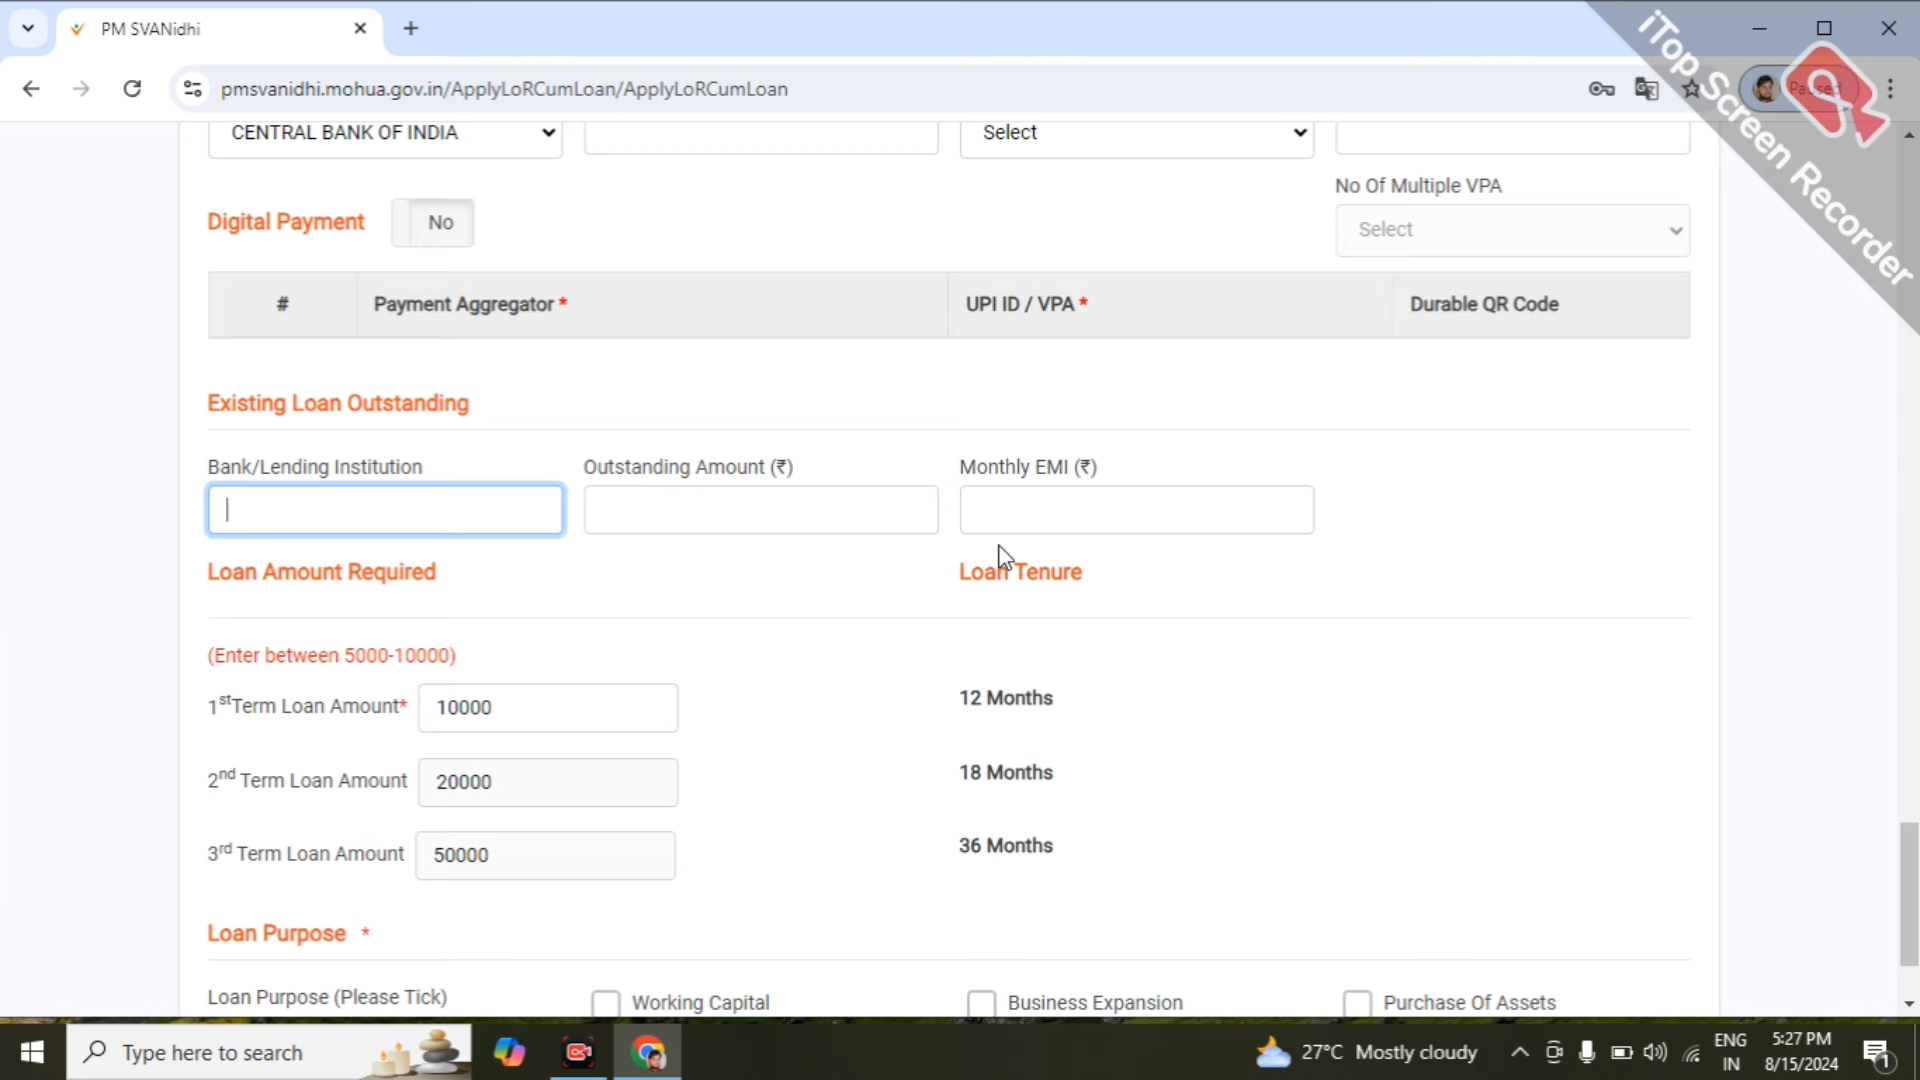 PM SVANidhi
pmsvanidhi.mohua.gov.in/ApplyLoRCumLoan/ApplyLoRCumLoan
Paused
iTop Screen Recorder
CENTRAL BANK OF INDIA
Select
No Of Multiple VPA
Digital Payment No
Select
# Payment Aggregator * UPI ID / VPA * Durable QR Code
Existing Loan Outstanding
Bank/Lending Institution Outstanding Amount (₹) Monthly EMI (₹)
Loan Amount Required Loan Tenure
(Enter between 5000-10000)
1st Term Loan Amount* 10000 12 Months
2nd Term Loan Amount 20000 18 Months
3rd Term Loan Amount 50000 36 Months
Loan Purpose *
Loan Purpose (Please Tick) Working Capital Business Expansion Purchase Of Assets
Type here to search 27°C Mostly cloudy ENG IN 5:27 PM 8/15/2024 1